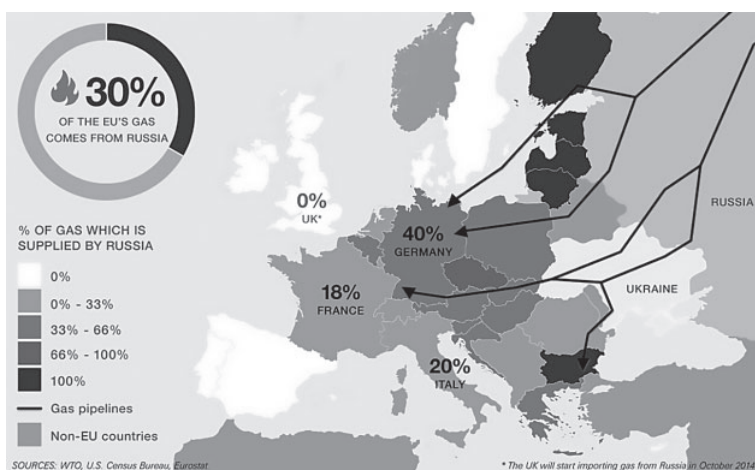 30%
OF THE EU'S GAS
COMES FROM RUSSIA
% OF GAS WHICH IS
SUPPLIED BY RUSSIA
0%
0% - 33%
33% - 66%
66% - 100%
100%
Gas pipelines
Non-EU countries
0%
UK*
40%
GERMANY
18%
FRANCE
20%
ITALY
RUSSIA
UKRAINE
SOURCES: WTO, U.S. Census Bureau, Eurostat
* The UK will start importing gas from Russia in October 2014